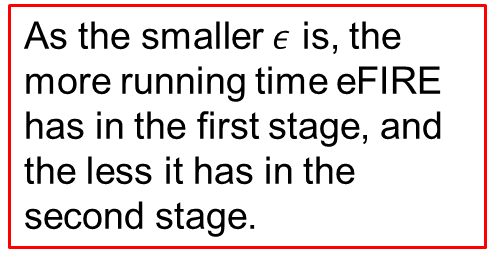 As the smaller ϵ is, the
more running time eFIRE
has in the first stage, and
the less it has in the
second stage.